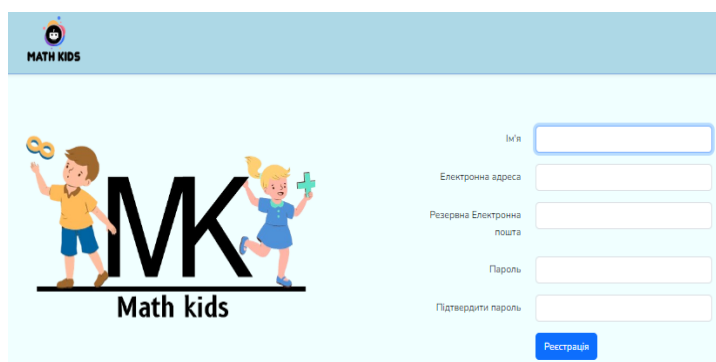 MATH KIDS
MK
Math kids
Ім'я
Електронна адреса
Резервна Електронна
пошта
Пароль
Підтвердити пароль
Реєстрація